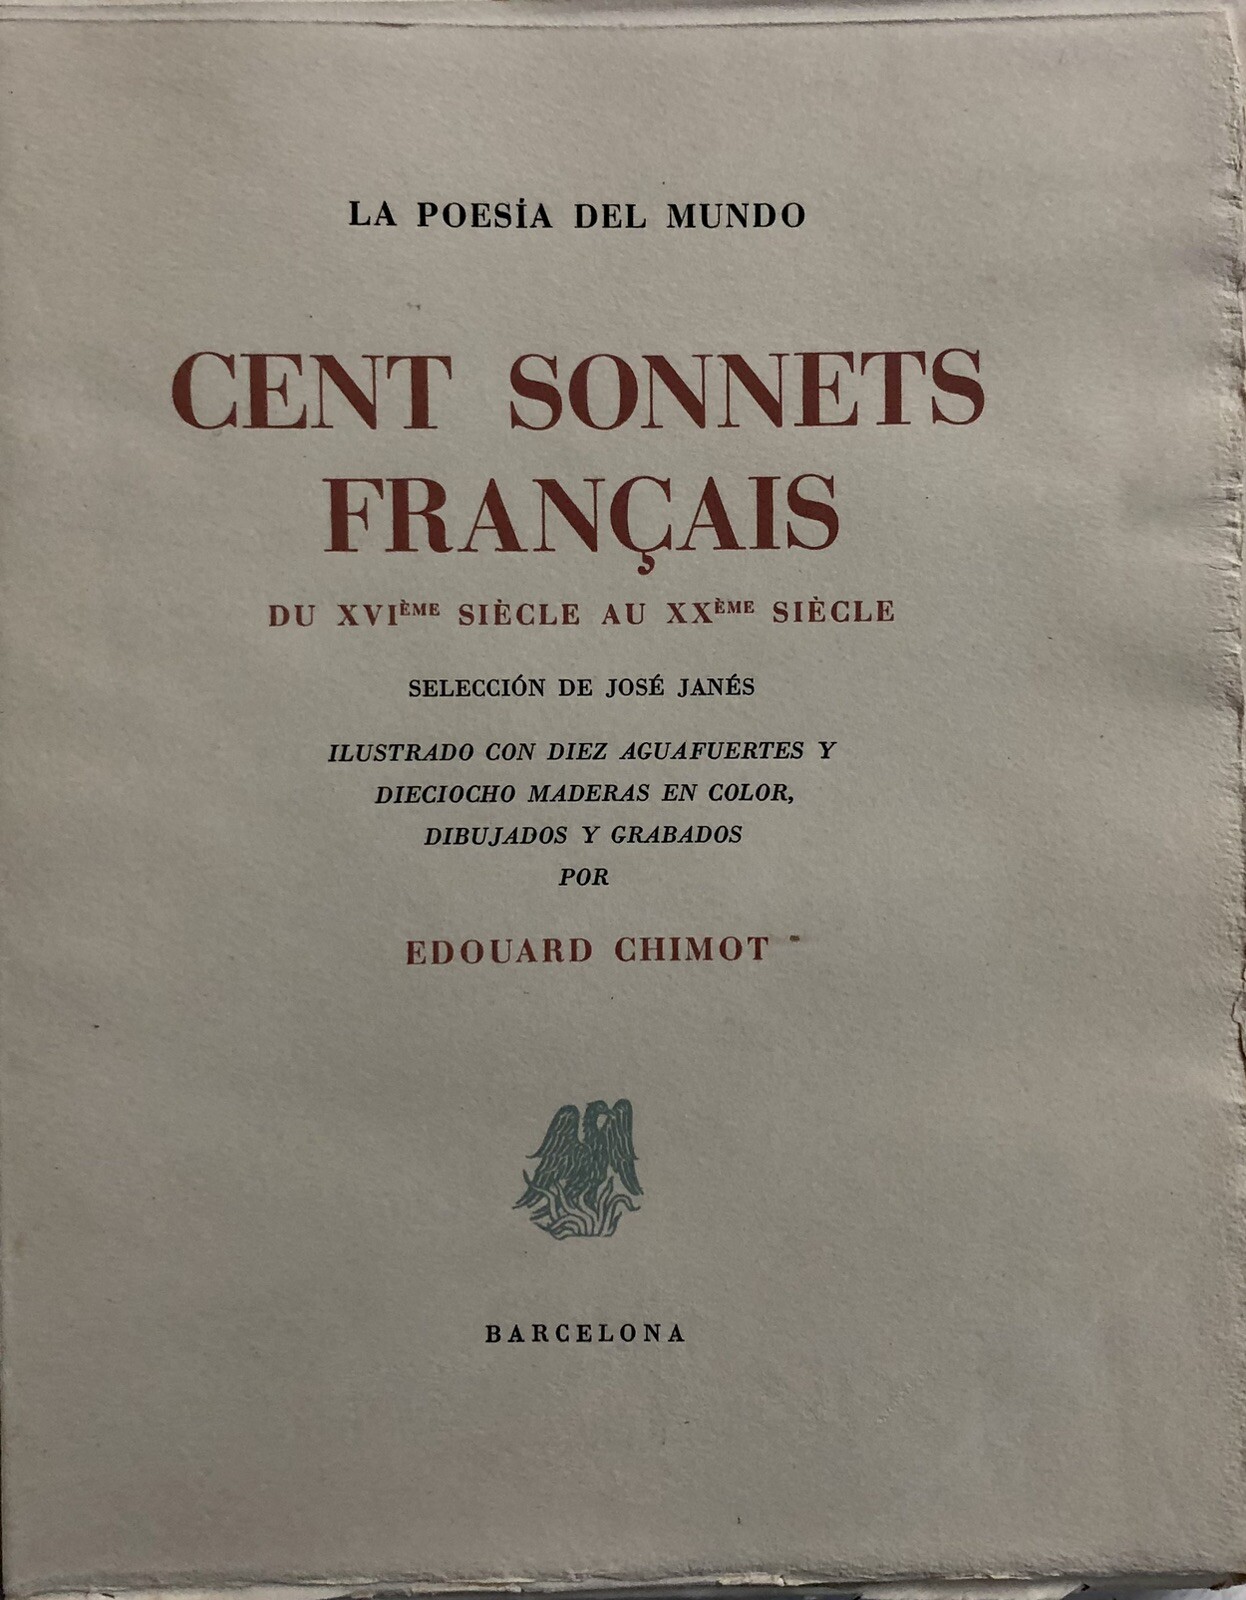 LA POESÍA DEL MUNDO
CENT SONNETS
FRANÇAIS
DU XVIÈME SIÈCLE AU XXÈME SIÈCLE
SELECCIÓN DE JOSÉ JANÉS
ILUSTRADO CON DIEZ AGUAFUERTES Y
DIECIOCHO MADERAS EN COLOR,
DIBUJADOS Y GRABADOS
POR
EDOUARD CHIMOT
BARCELONA